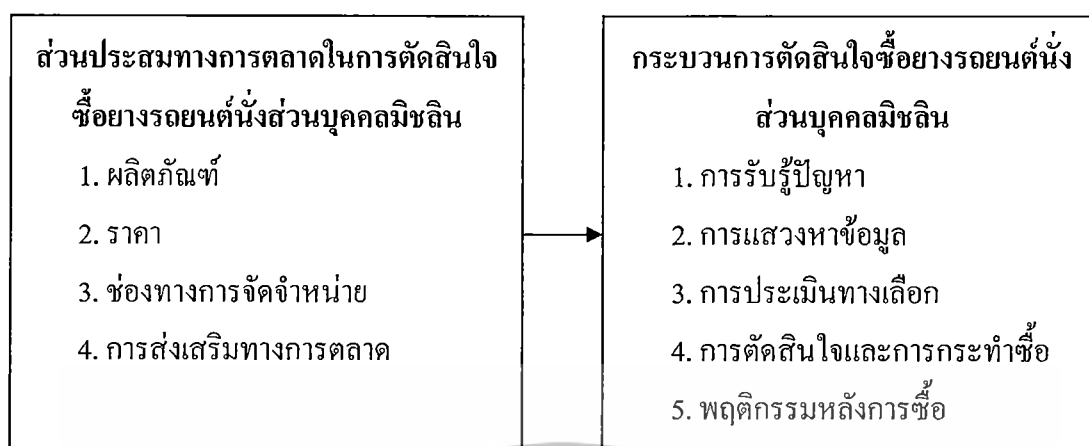 ส่วนประสมทางการตลาดในการตัดสินใจ
ซื้อยางรถยนต์นั่งส่วนบุคคลมิชลิน
1. ผลิตภัณฑ์
2. ราคา
3. ช่องทางการจัดจำหน่าย
4. การส่งเสริมทางการตลาด
กระบวนการตัดสินใจซื้อยางรถยนต์นั่ง
ส่วนบุคคลมิชลิน
1. การรับรู้ปัญหา
2. การแสวงหาข้อมูล
3. การประเมินทางเลือก
4. การตัดสินใจและการกระทำซื้อ
5. พฤติกรรมหลังการซื้อ